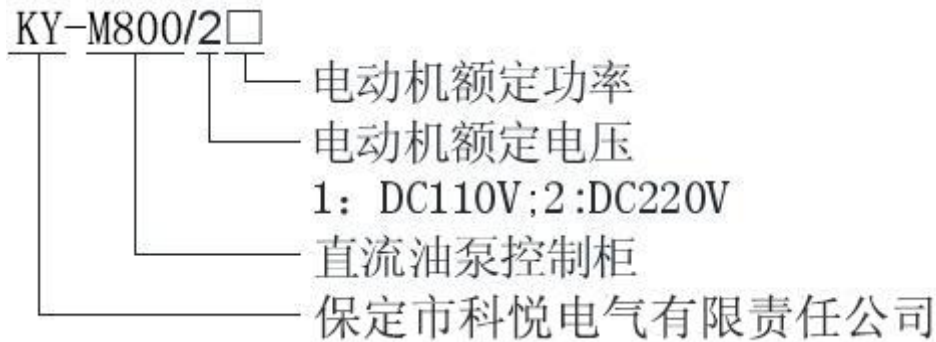 KY-M800/2□
电动机额定功率
电动机额定电压
1：DC110V;2:DC220V
直流油泵控制柜
保定市科悦电气有限责任公司